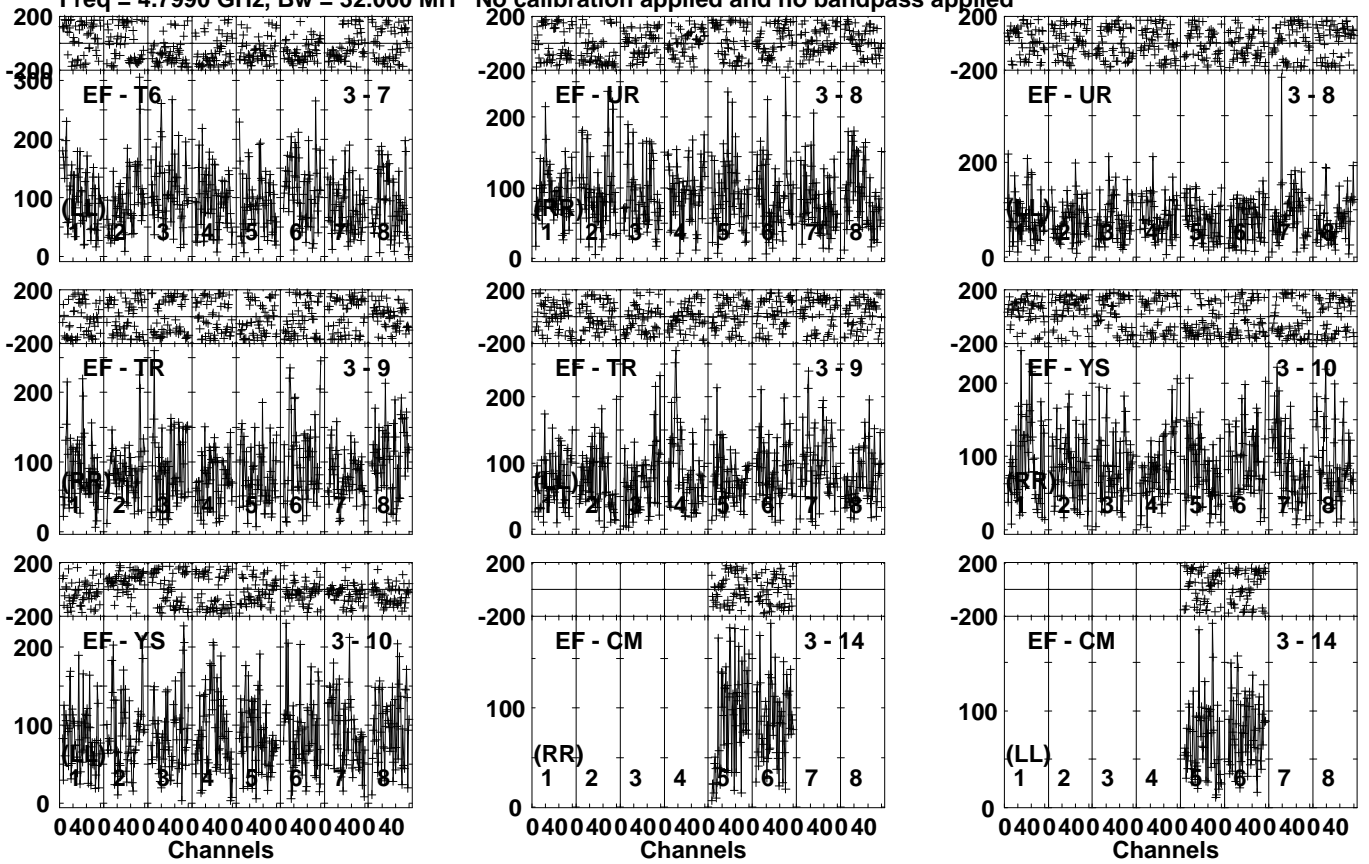 Freq = 4.7990 GHz, Bw = 32.000 MH No calibration applied and no bandpass applied
200 200 200
-200 -200 -200
300
EF - T6 3 - 7 EF - UR 3 - 8 EF - UR 3 - 8
200 200 200
100 100
(LL) (RR)
1 2 3 4 5 6 7 8 1 2 3 4 5 6 7 8 1 2 3 4 5 6 7 8
0 0 0
200 200 200
-200 -200 -200
EF - TR 3 - 9 EF - TR 3 - 9 EF - YS 3 - 10
200 200 200
100 100 100
(RR) (LL) (RR)
1 2 3 4 5 6 7 8 1 2 3 4 5 6 7 8 1 2 3 4 5 6 7 8
0 0 0
200 200 200
-200 -200 -200
EF - YS 3 - 10 EF - CM 3 - 14 EF - CM 3 - 14
200
100 100 100
(LL) (RR) (LL)
1 2 3 4 5 6 7 8 1 2 3 4 5 6 7 8 1 2 3 4 5 6 7 8
0 0 0
0 40 0 40 0 40 0 40 0 40 0 40 0 40 0 40 0 40 0 40 0 40 0 40 0 40 0 40 0 40 0 40 0 40 0 40 0 40 0 40 0 40 0 40 0 40 0 40
Channels Channels Channels